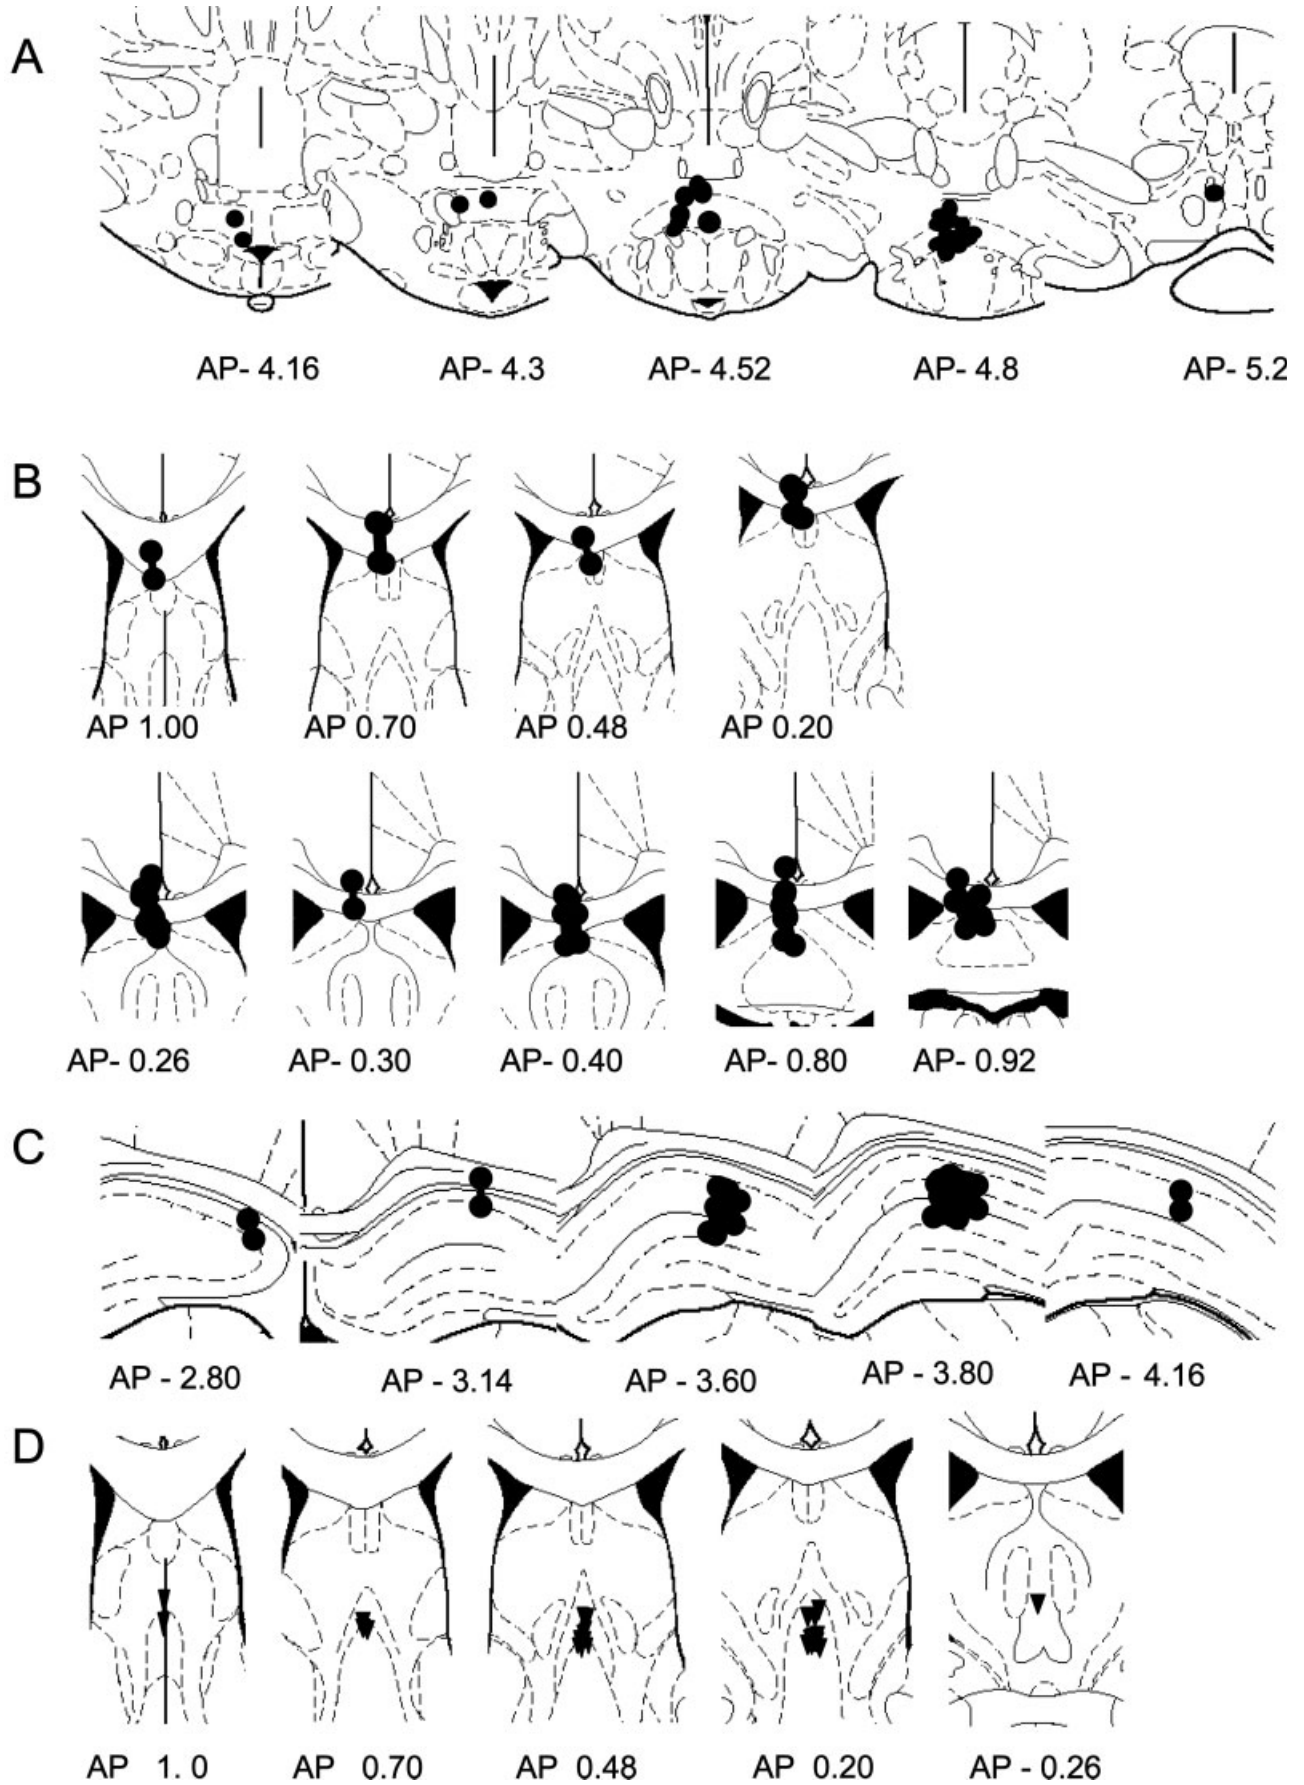 A
AP- 4.16 AP- 4.3 AP- 4.52 AP- 4.8 AP- 5.2
B
AP 1.00 AP 0.70 AP 0.48 AP 0.20
AP- 0.26 AP- 0.30 AP- 0.40 AP- 0.80 AP- 0.92
C
AP - 2.80 AP - 3.14 AP - 3.60 AP - 3.80 AP - 4.16
D
AP 1. 0 AP 0.70 AP 0.48 AP 0.20 AP - 0.26